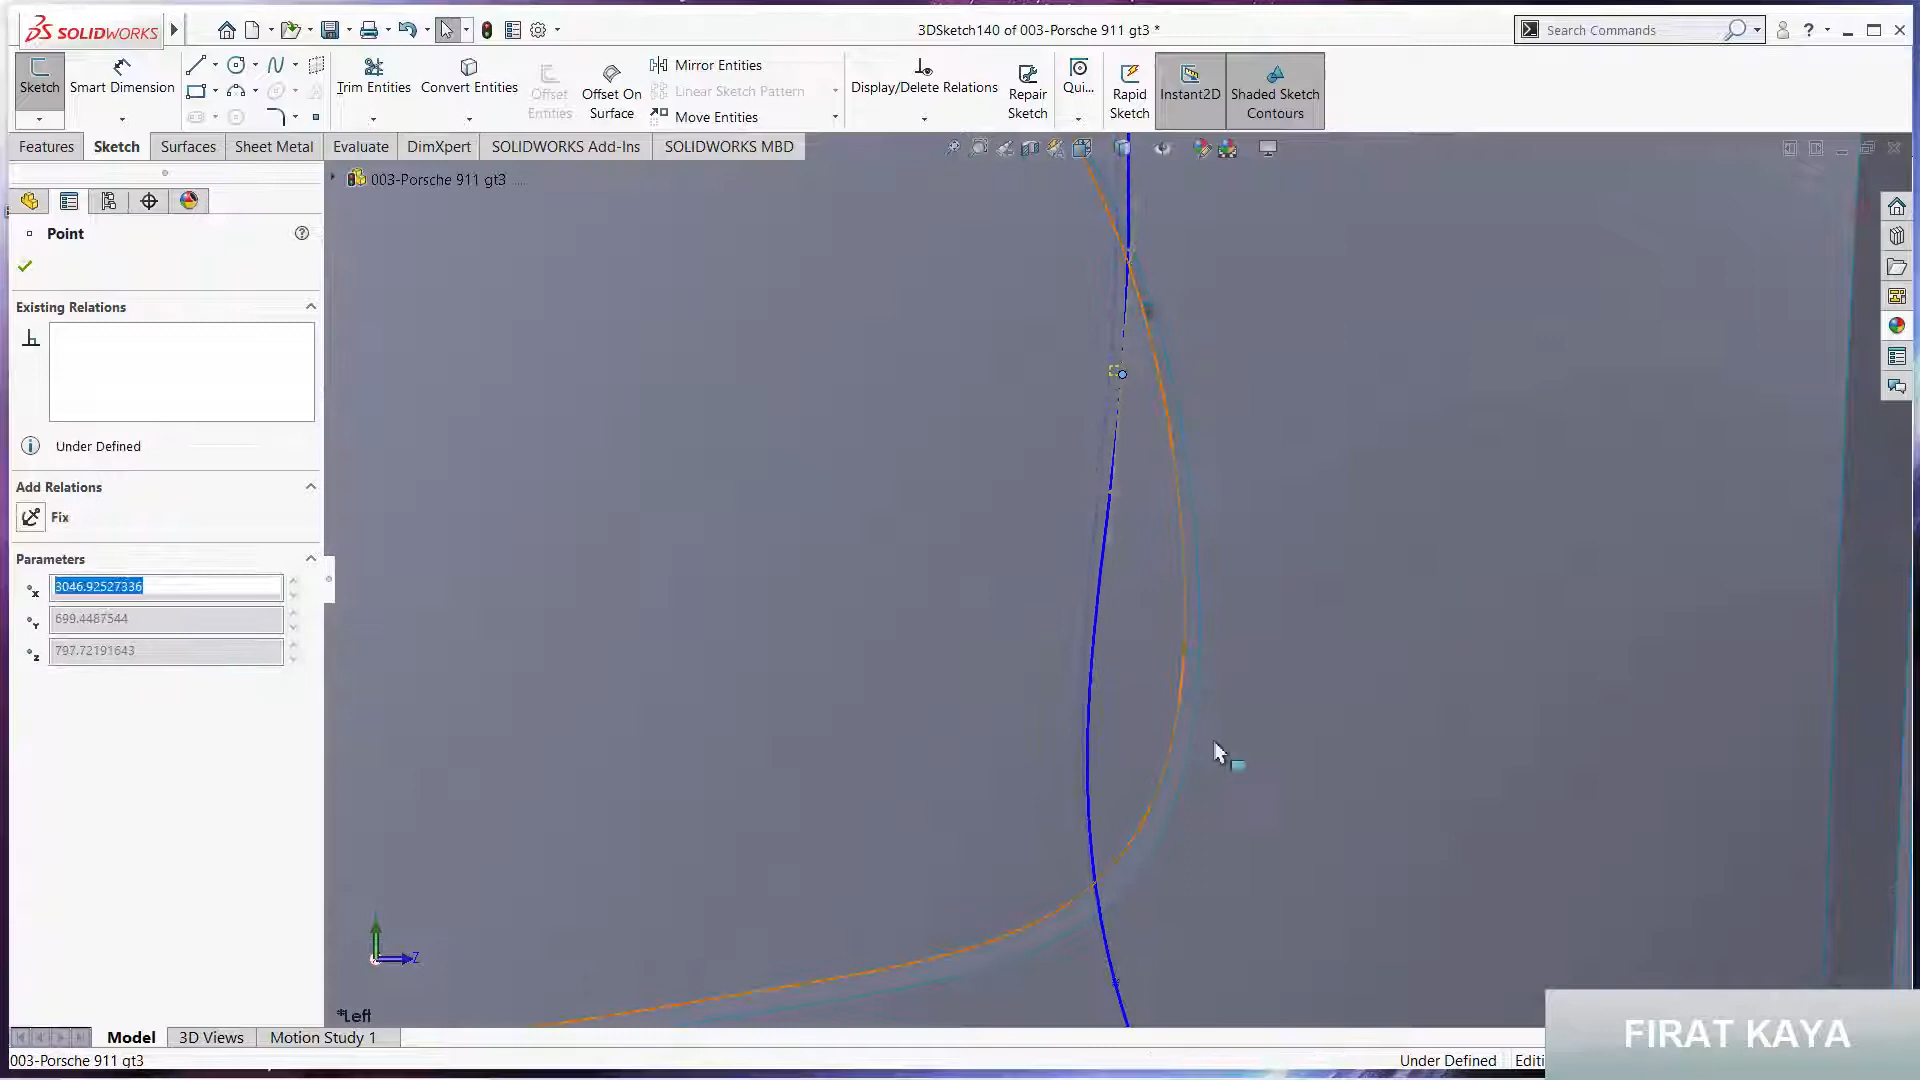 SOLIDWORKS
3DSketch140 of 003-Porsche 911 gt3 *
Search Commands
Sketch
Smart Dimension
Trim Entities
Convert Entities
Offset Entities
Offset On Surface
Mirror Entities
Linear Sketch Pattern
Move Entities
Display/Delete Relations
Repair Sketch
Qui...
Rapid Sketch
Instant2D
Shaded Sketch Contours
Features
Sketch
Surfaces
Sheet Metal
Evaluate
DimXpert
SOLIDWORKS Add-Ins
SOLIDWORKS MBD
003-Porsche 911 gt3 ...
Point
Existing Relations
Under Defined
Add Relations
Fix
Parameters
x 3046.92527336
Y 699.4487544
z 797.72191643
Z
*Left
Model
3D Views
Motion Study 1
003-Porsche 911 gt3
Under Defined
Editi
FIRAT KAYA